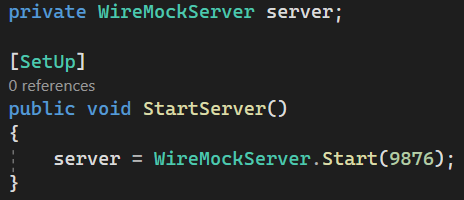 private WireMockServer server;
[SetUp]
0 references
public void StartServer()
{
server = WireMockServer.Start(9876);
}